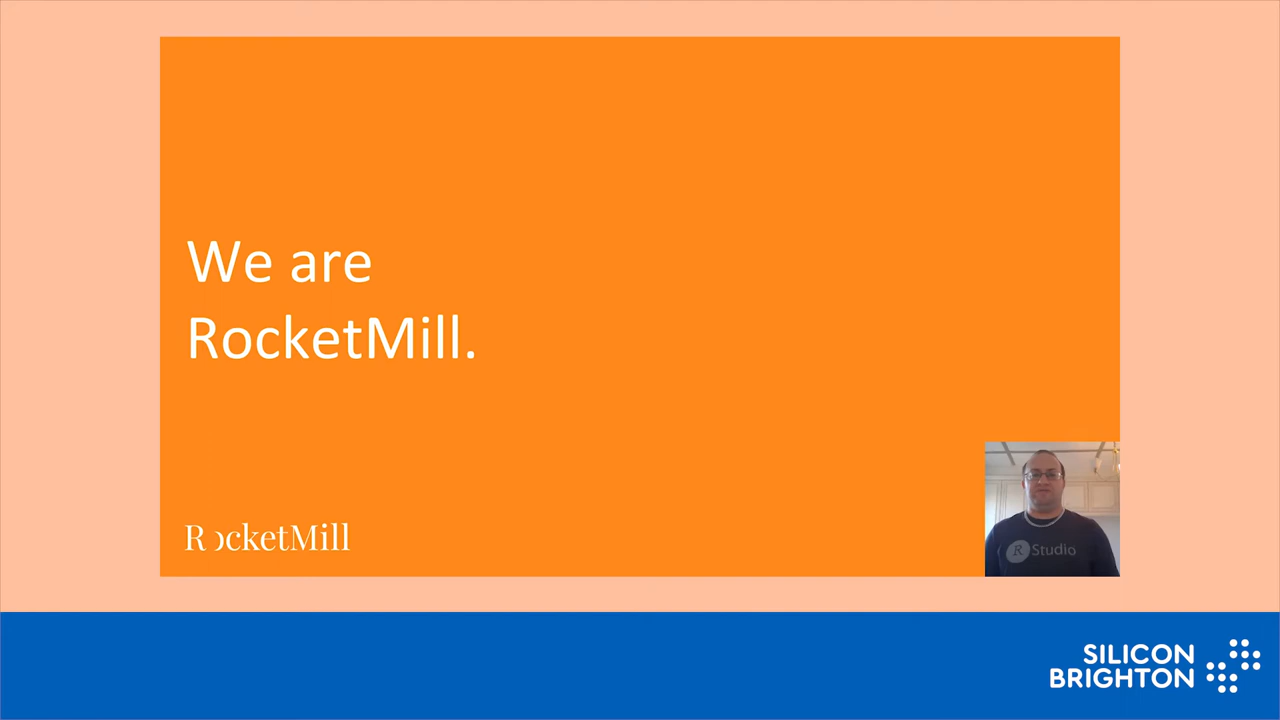 We are
RocketMill.
RocketMill
R Studio
SILICON
BRIGHTON